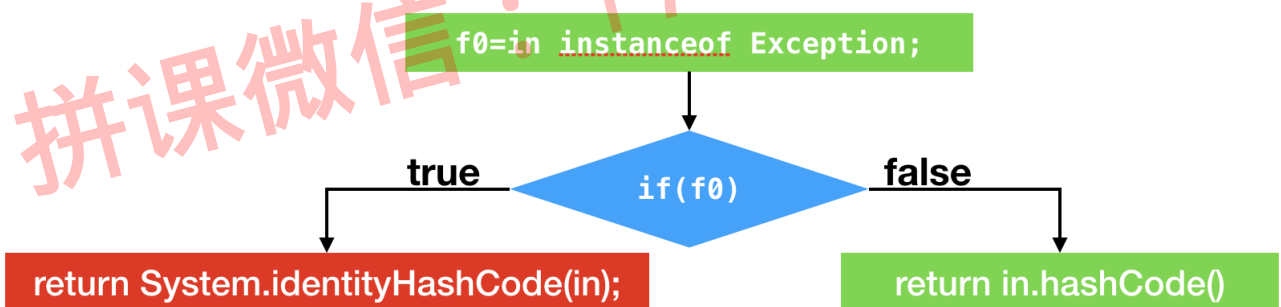 拼课微信：
f0=in instanceof Exception;
true
if(f0)
false
return System.identityHashCode(in);
return in.hashCode()